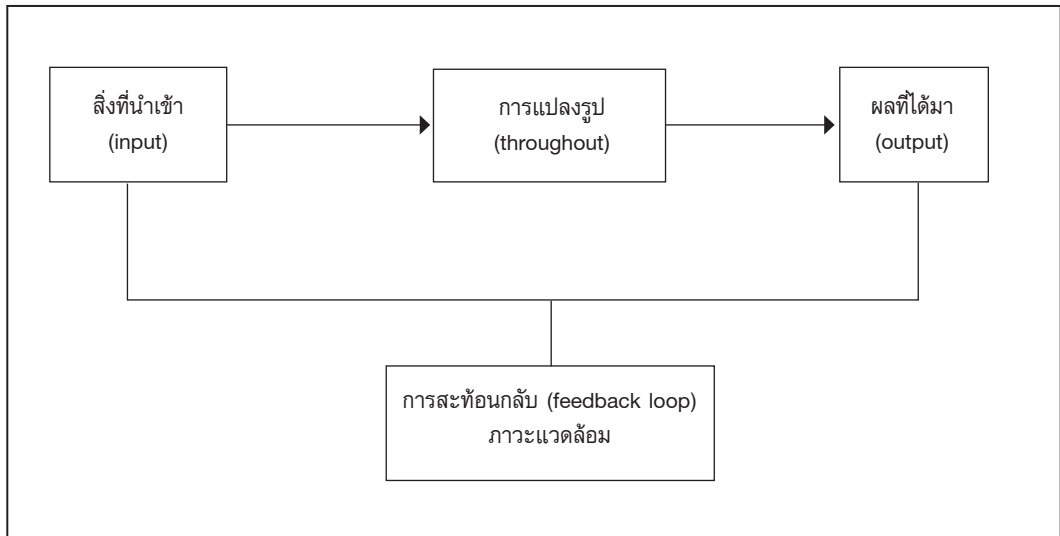 สิ่งที่นำเข้า
(input)
การแปลงรูป
(throughout)
ผลที่ได้มา
(output)
การสะท้อนกลับ (feedback loop)
ภาวะแวดล้อม